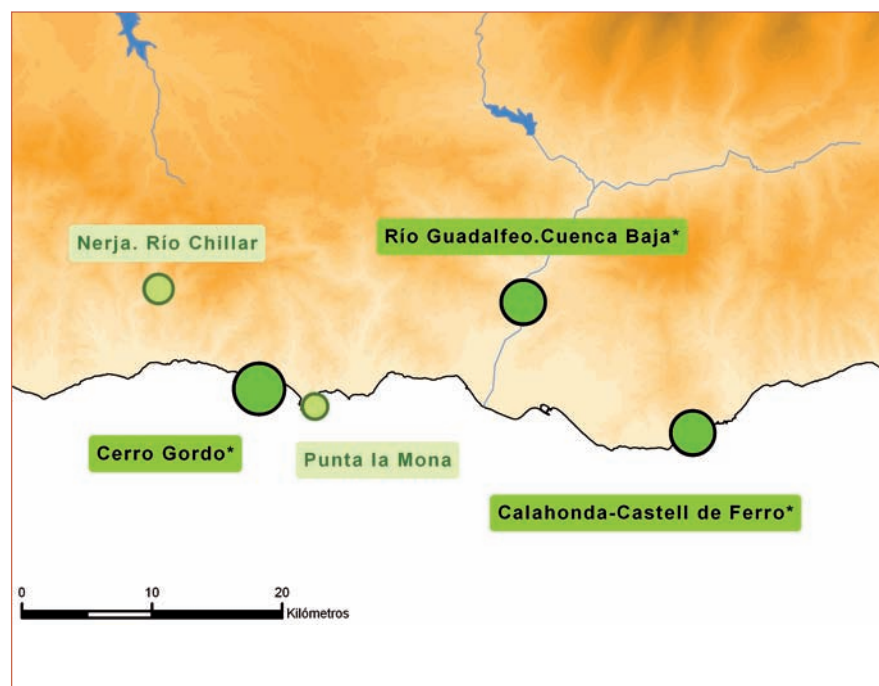 Río Guadalfeo.Cuenca Baja*
Nerja. Río Chillar
Cerro Gordo*
Punta la Mona
Calahonda-Castell de Ferro*
0 10 20
Kilómetros